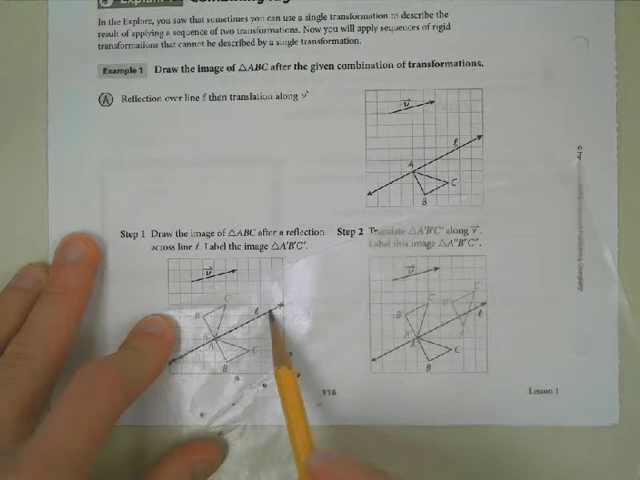 In the Explore, you saw that sometimes you can use a single transformation to describe the
result of applying a sequence of two transformations. Now you will apply sequences of rigid
transformations that cannot be described by a single transformation.
Example 1 Draw the image of △ABC after the given combination of transformations.
A Reflection over line ℓ then translation along v
v
ℓ
A
C
B
Step 1 Draw the image of △ABC after a reflection
across line ℓ. Label the image △A'B'C'.
Step 2 Translate △A'B'C' along v.
Label this image △A"B"C".
v
C'
B'
ℓ
A
C
B
v
C'
B'
ℓ
A
C
B
116
Lesson 1